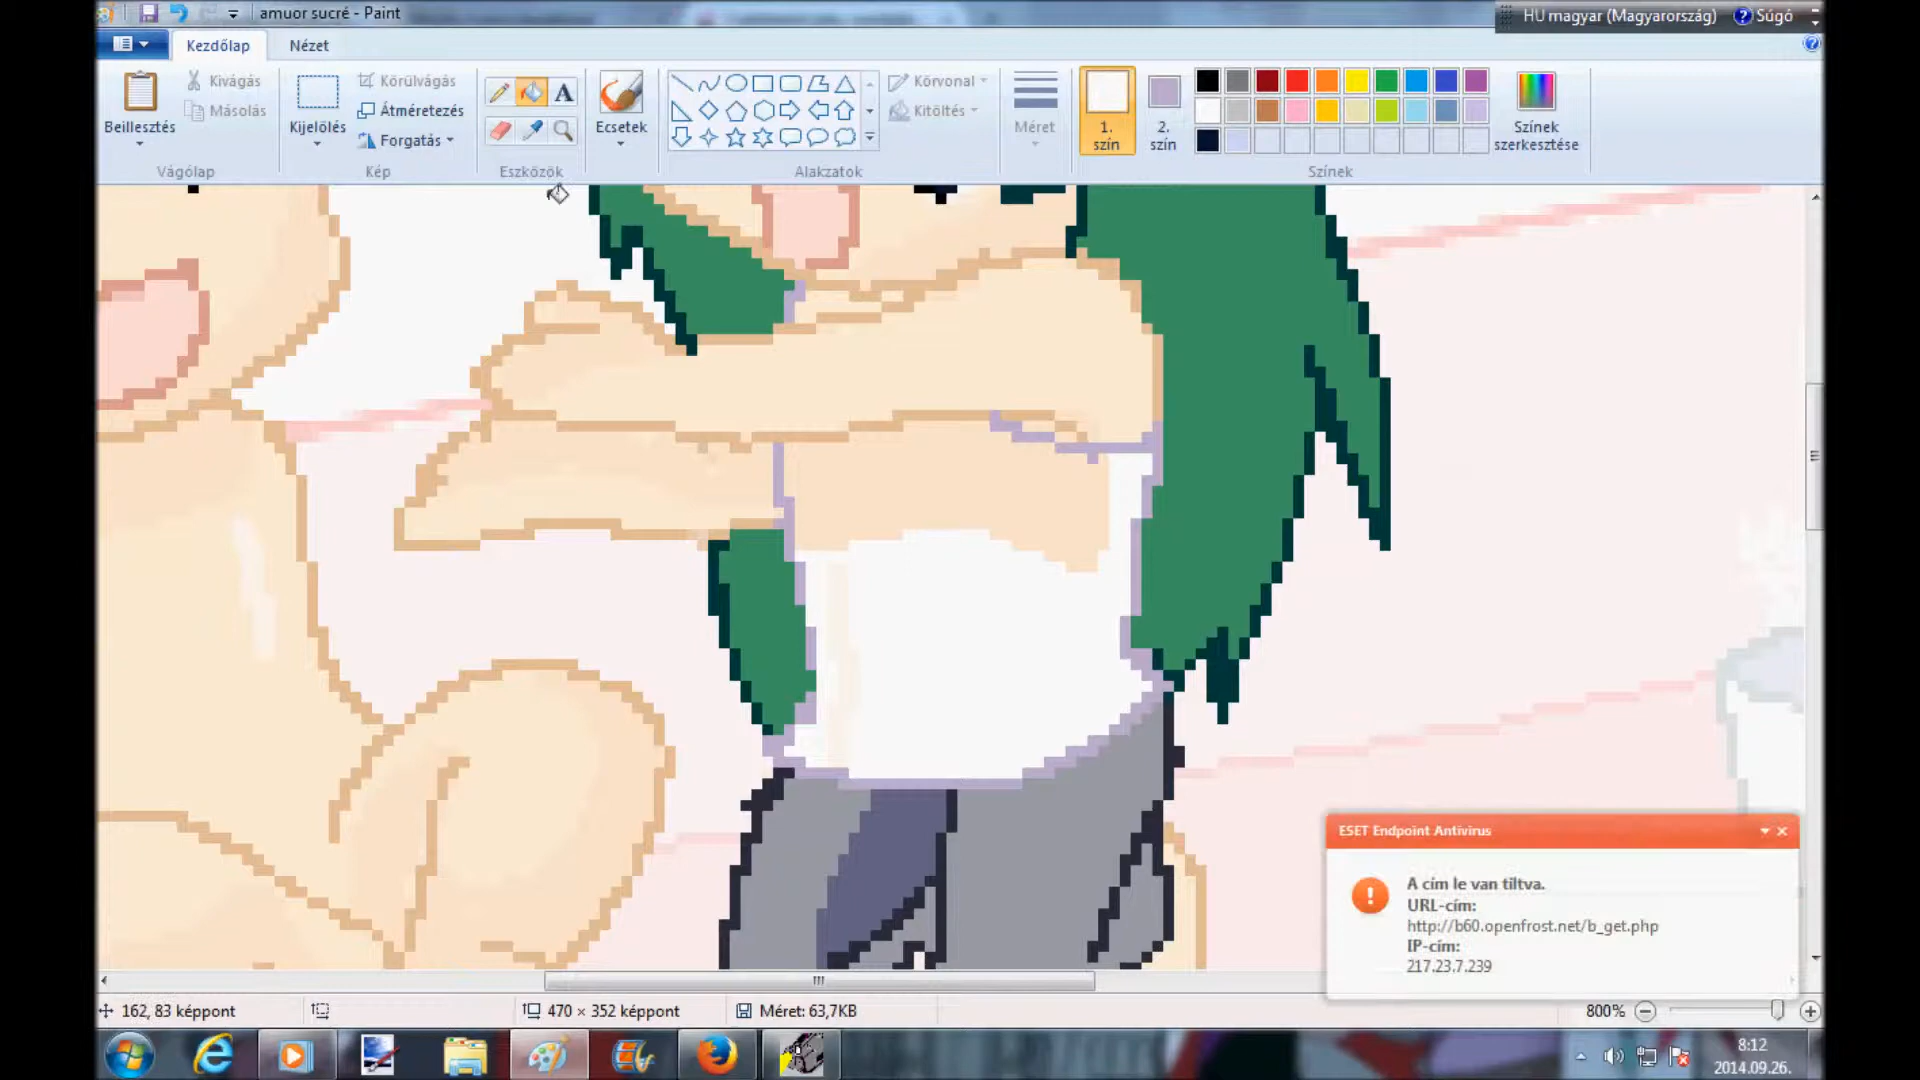 amuor sucré - Paint
HU magyar (Magyarország)
Súgó
Kezdőlap
Nézet
Beillesztés
Kivágás
Másolás
Vágólap
Kijelölés
Körülvágás
Átméretezés
Forgatás
Kép
A
Eszközök
Ecsetek
Alakzatok
Körvonal
Kitöltés
Méret
1.
szín
2.
szín
Színek
szerkesztése
Színek
ESET Endpoint Antivirus
A cím le van tiltva.
URL-cím:
http://b60.openfrost.net/b_get.php
IP-cím:
217.23.7.239
162, 83 képpont
470 × 352 képpont
Méret: 63,7KB
800%
8:12
2014.09.26.